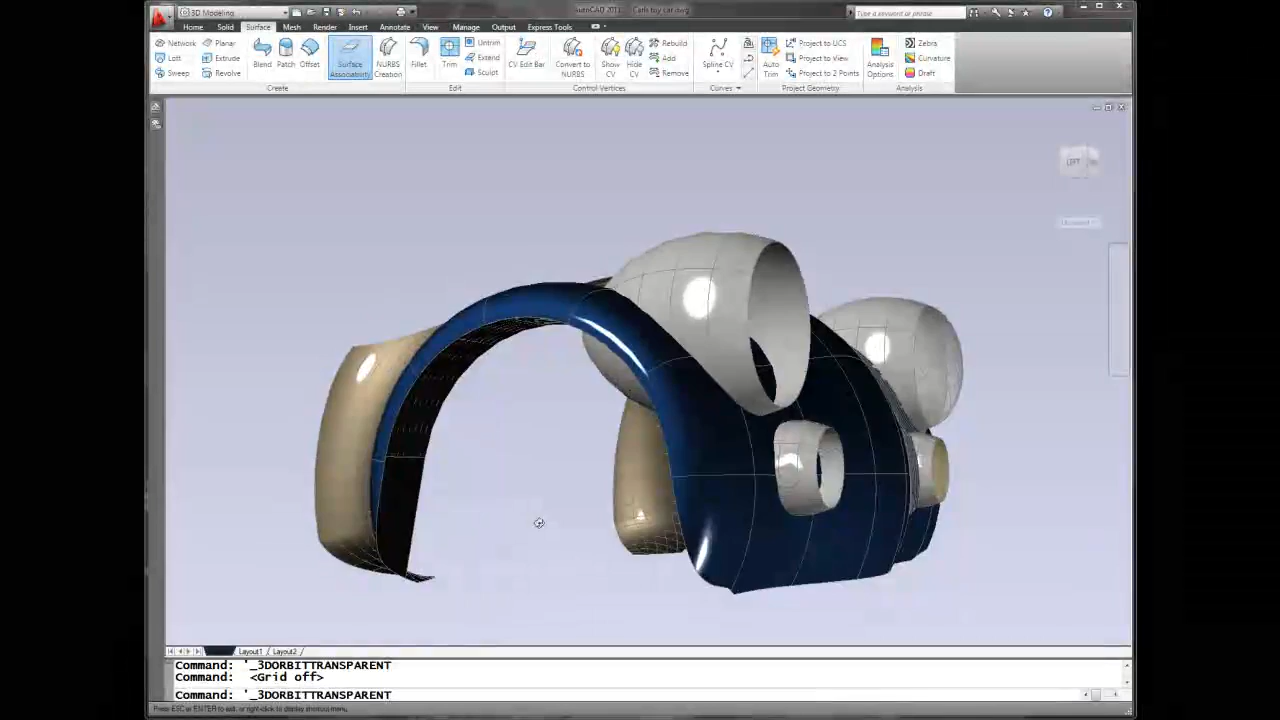 3D Modeling
AutoCAD 2011 Carls toy car.dwg
Type a keyword or phrase
Home Solid Surface Mesh Render Insert Annotate View Manage Output Express Tools
Network Planar
Loft Extrude
Sweep Revolve
Blend Patch Offset
Surface Associativity
NURBS Creation
Fillet Trim
Untrim
Extend
Sculpt
CV Edit Bar
Convert to NURBS
Show CV
Hide CV
Rebuild
Add
Remove
Spline CV
Auto Trim
Project to UCS
Project to View
Project to 2 Points
Analysis Options
Zebra
Curvature
Draft
Create Edit Control Vertices Curves Project Geometry Analysis
LEFT
Layout1 Layout2
Command: '_3DORBITTRANSPARENT
Command: <Grid off>
Command: '_3DORBITTRANSPARENT
Press ESC or ENTER to exit, or right-click to display shortcut-menu.